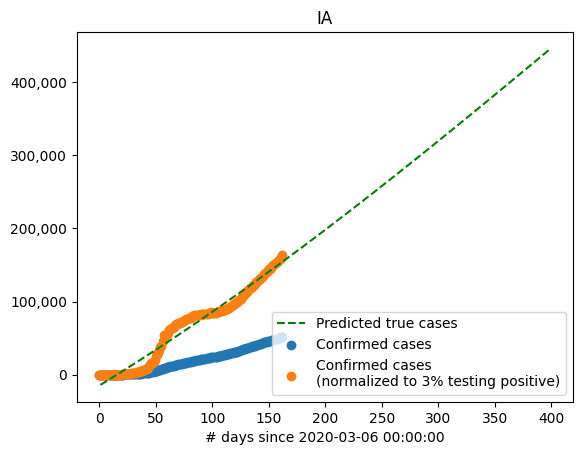 IA
400,000
300,000
200,000
100,000
0
Predicted true cases
Confirmed cases
Confirmed cases
(normalized to 3% testing positive)
0 50 100 150 200 250 300 350 400
# days since 2020-03-06 00:00:00